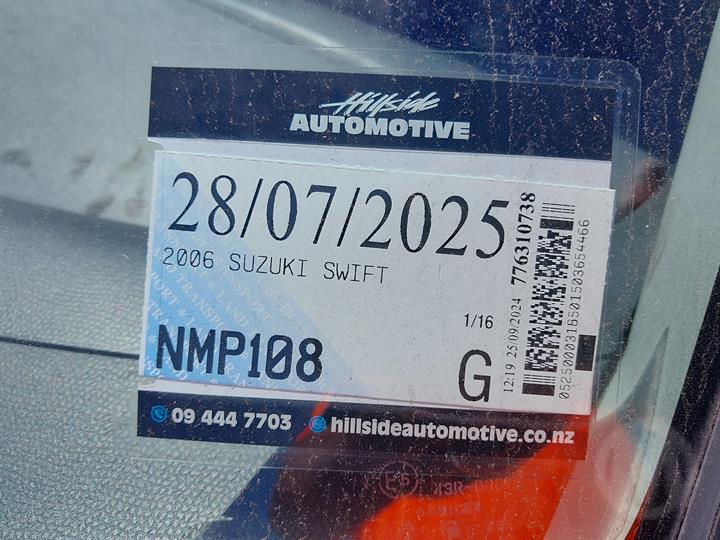 Hillside
AUTOMOTIVE
28/07/2025
2006 SUZUKI SWIFT
1/16
NMP108
G
12:19 25/09/2024 776310738
0525000318501503654466
09 444 7703 hillsideautomotive.co.nz